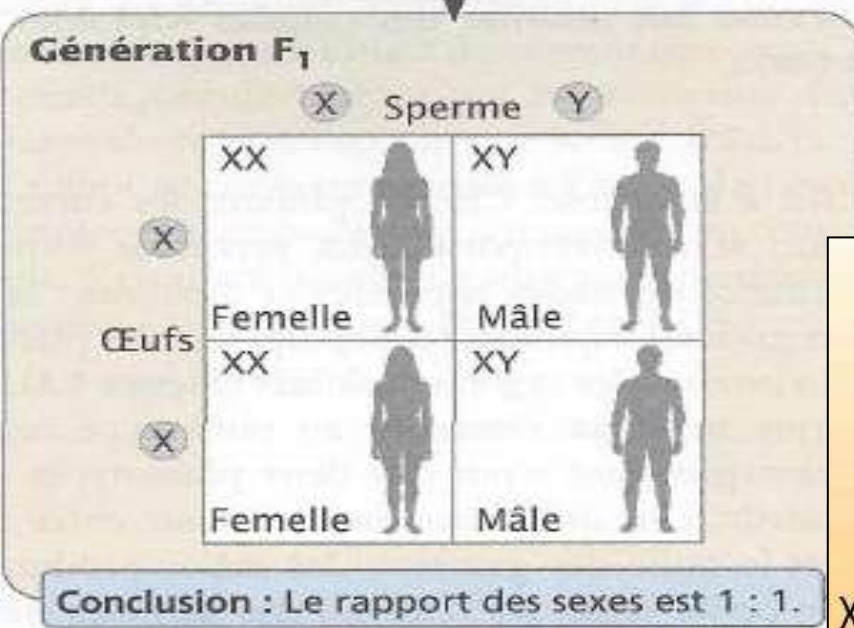 Génération F₁
X Sperme Y
XX XY
X
Femelle Mâle
Œufs
XX XY
X
Femelle Mâle
Conclusion : Le rapport des sexes est 1 : 1.
X